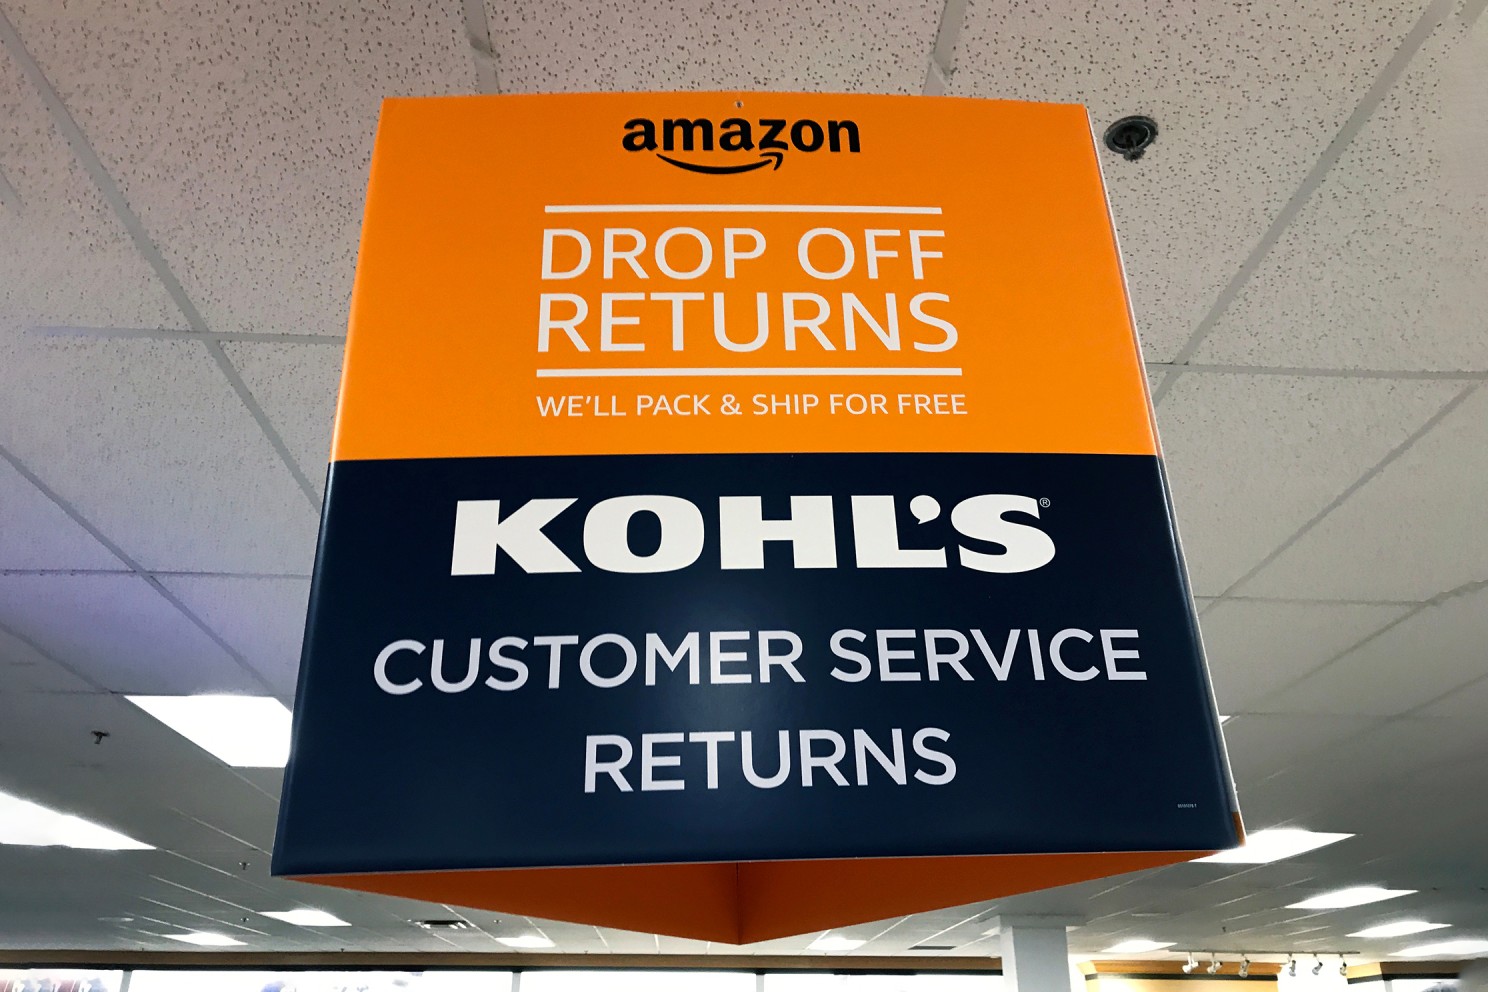 amazon
DROP OFF
RETURNS
WE'LL PACK & SHIP FOR FREE
KOHL'S®
CUSTOMER SERVICE
RETURNS